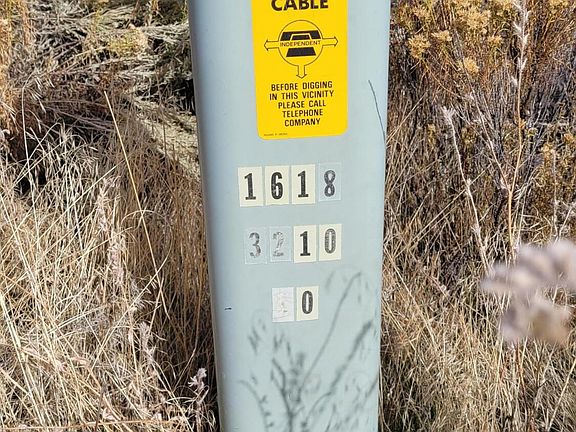 CABLE
INDEPENDENT
BEFORE DIGGING
IN THIS VICINITY
PLEASE CALL
TELEPHONE
COMPANY
1618
3210
0